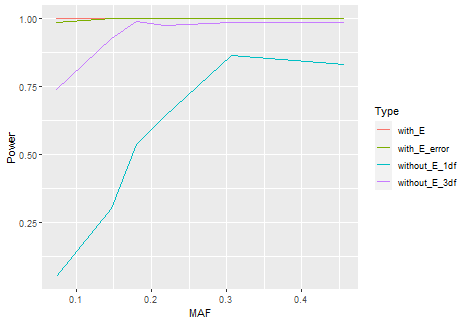 1.00
0.75
0.50
0.25
Power
0.1 0.2 0.3 0.4
MAF
Type
with_E
with_E_error
without_E_1df
without_E_3df